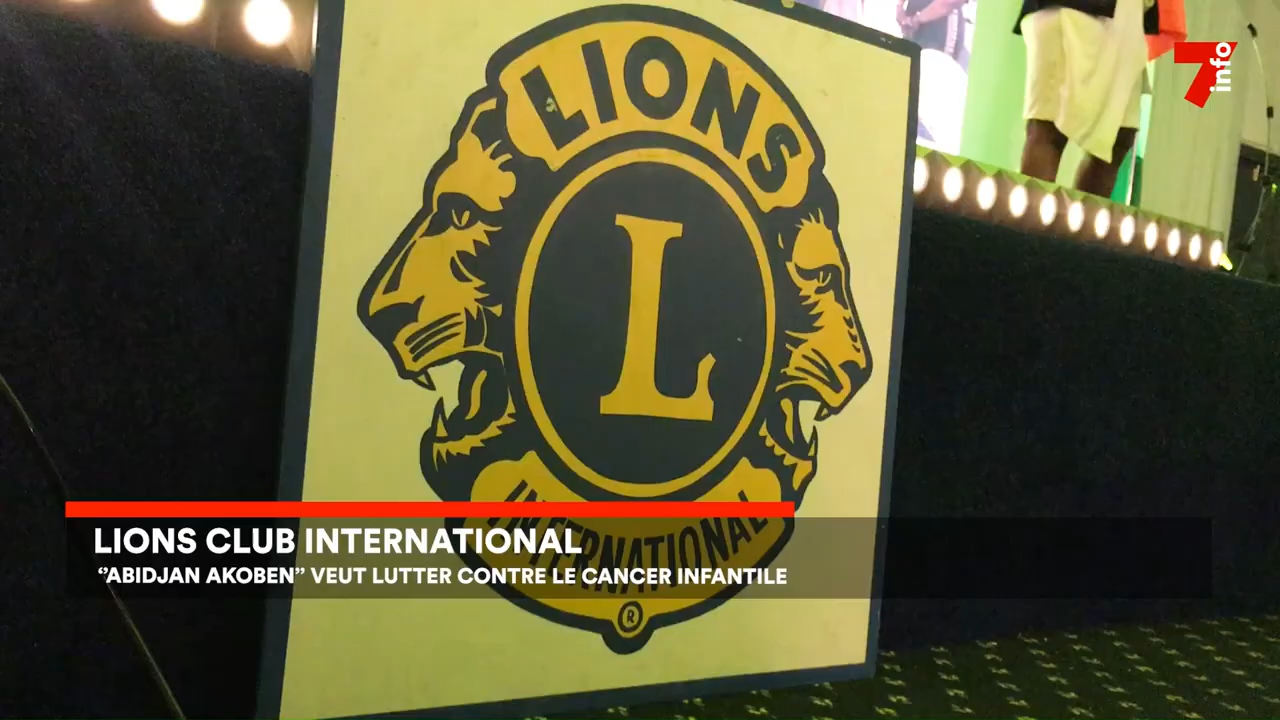 LIONS
L
INTERNATIONAL
®
7info
LIONS CLUB INTERNATIONAL
‘‘ABIDJAN AKOBEN’’ VEUT LUTTER CONTRE LE CANCER INFANTILE